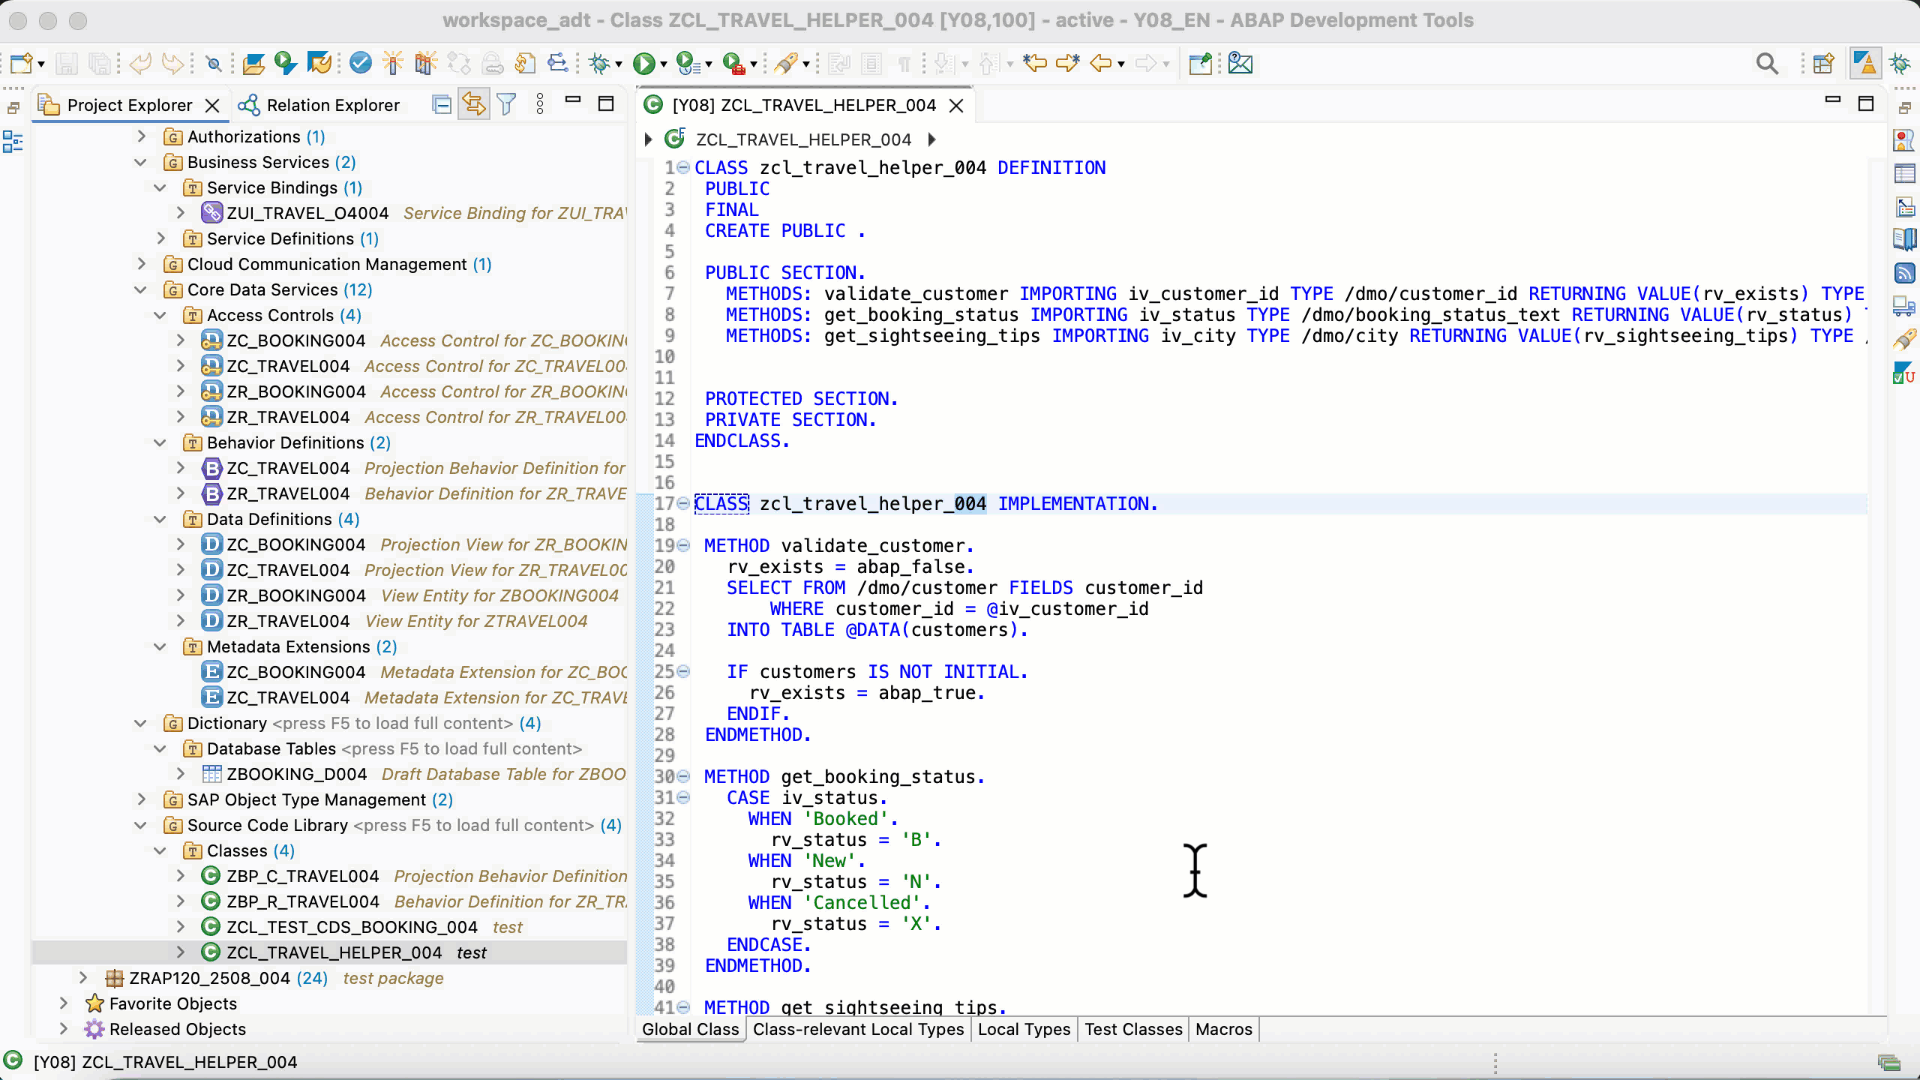 workspace_adt - Class ZCL_TRAVEL_HELPER_004 [Y08,100] - active - Y08_EN - ABAP Development Tools
Project Explorer
Relation Explorer
Authorizations (1)
Business Services (2)
Service Bindings (1)
ZUI_TRAVEL_O4004 Service Binding for ZUI_TRAV
Service Definitions (1)
Cloud Communication Management (1)
Core Data Services (12)
Access Controls (4)
ZC_BOOKING004 Access Control for ZC_BOOKIN
ZC_TRAVEL004 Access Control for ZC_TRAVEL00
ZR_BOOKING004 Access Control for ZR_BOOKIN
ZR_TRAVEL004 Access Control for ZR_TRAVEL00
Behavior Definitions (2)
ZC_TRAVEL004 Projection Behavior Definition for
ZR_TRAVEL004 Behavior Definition for ZR_TRAVE
Data Definitions (4)
ZC_BOOKING004 Projection View for ZR_BOOKIN
ZC_TRAVEL004 Projection View for ZR_TRAVEL00
ZR_BOOKING004 View Entity for ZBOOKING004
ZR_TRAVEL004 View Entity for ZTRAVEL004
Metadata Extensions (2)
ZC_BOOKING004 Metadata Extension for ZC_BOO
ZC_TRAVEL004 Metadata Extension for ZC_TRAVE
Dictionary <press F5 to load full content> (4)
Database Tables <press F5 to load full content>
ZBOOKING_D004 Draft Database Table for ZBOO
SAP Object Type Management (2)
Source Code Library <press F5 to load full content> (4)
Classes (4)
ZBP_C_TRAVEL004 Projection Behavior Definition
ZBP_R_TRAVEL004 Behavior Definition for ZR_TR
ZCL_TEST_CDS_BOOKING_004 test
ZCL_TRAVEL_HELPER_004 test
ZRAP120_2508_004 (24) test package
Favorite Objects
Released Objects
[Y08] ZCL_TRAVEL_HELPER_004
ZCL_TRAVEL_HELPER_004
1 CLASS zcl_travel_helper_004 DEFINITION
2 PUBLIC
3 FINAL
4 CREATE PUBLIC .
5
6 PUBLIC SECTION.
7 METHODS: validate_customer IMPORTING iv_customer_id TYPE /dmo/customer_id RETURNING VALUE(rv_exists) TYPE
8 METHODS: get_booking_status IMPORTING iv_status TYPE /dmo/booking_status_text RETURNING VALUE(rv_status)
9 METHODS: get_sightseeing_tips IMPORTING iv_city TYPE /dmo/city RETURNING VALUE(rv_sightseeing_tips) TYPE
10
11
12 PROTECTED SECTION.
13 PRIVATE SECTION.
14 ENDCLASS.
15
16
17 CLASS zcl_travel_helper_004 IMPLEMENTATION.
18
19 METHOD validate_customer.
20 rv_exists = abap_false.
21 SELECT FROM /dmo/customer FIELDS customer_id
22 WHERE customer_id = @iv_customer_id
23 INTO TABLE @DATA(customers).
24
25 IF customers IS NOT INITIAL.
26 rv_exists = abap_true.
27 ENDIF.
28 ENDMETHOD.
29
30 METHOD get_booking_status.
31 CASE iv_status.
32 WHEN 'Booked'.
33 rv_status = 'B'.
34 WHEN 'New'.
35 rv_status = 'N'.
36 WHEN 'Cancelled'.
37 rv_status = 'X'.
38 ENDCASE.
39 ENDMETHOD.
40
41 METHOD get_sightseeing_tips.
Global Class
Class-relevant Local Types
Local Types
Test Classes
Macros
[Y08] ZCL_TRAVEL_HELPER_004